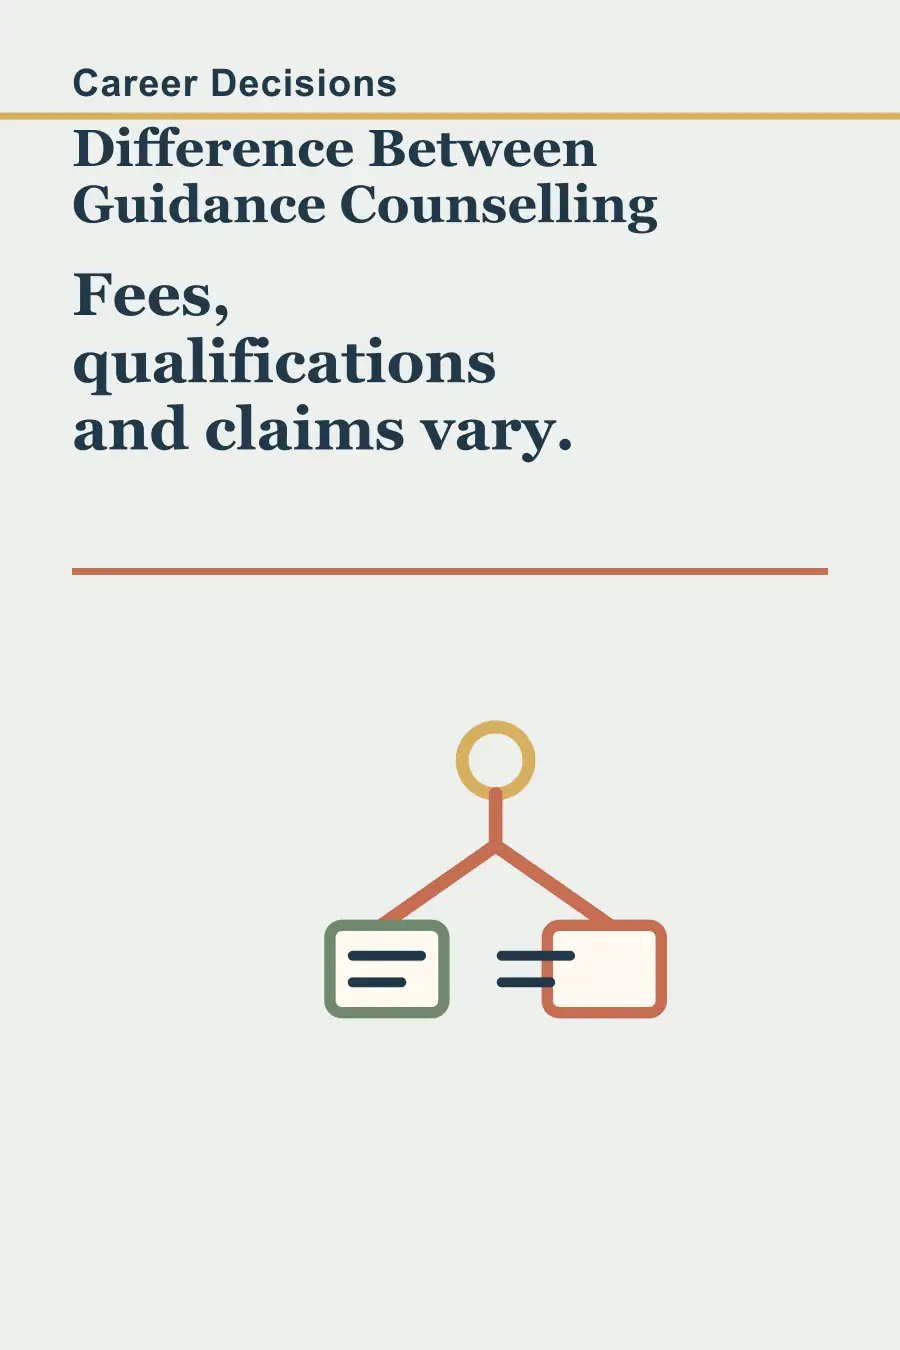 Career Decisions
Difference Between
Guidance Counselling
Fees,
qualifications
and claims vary.